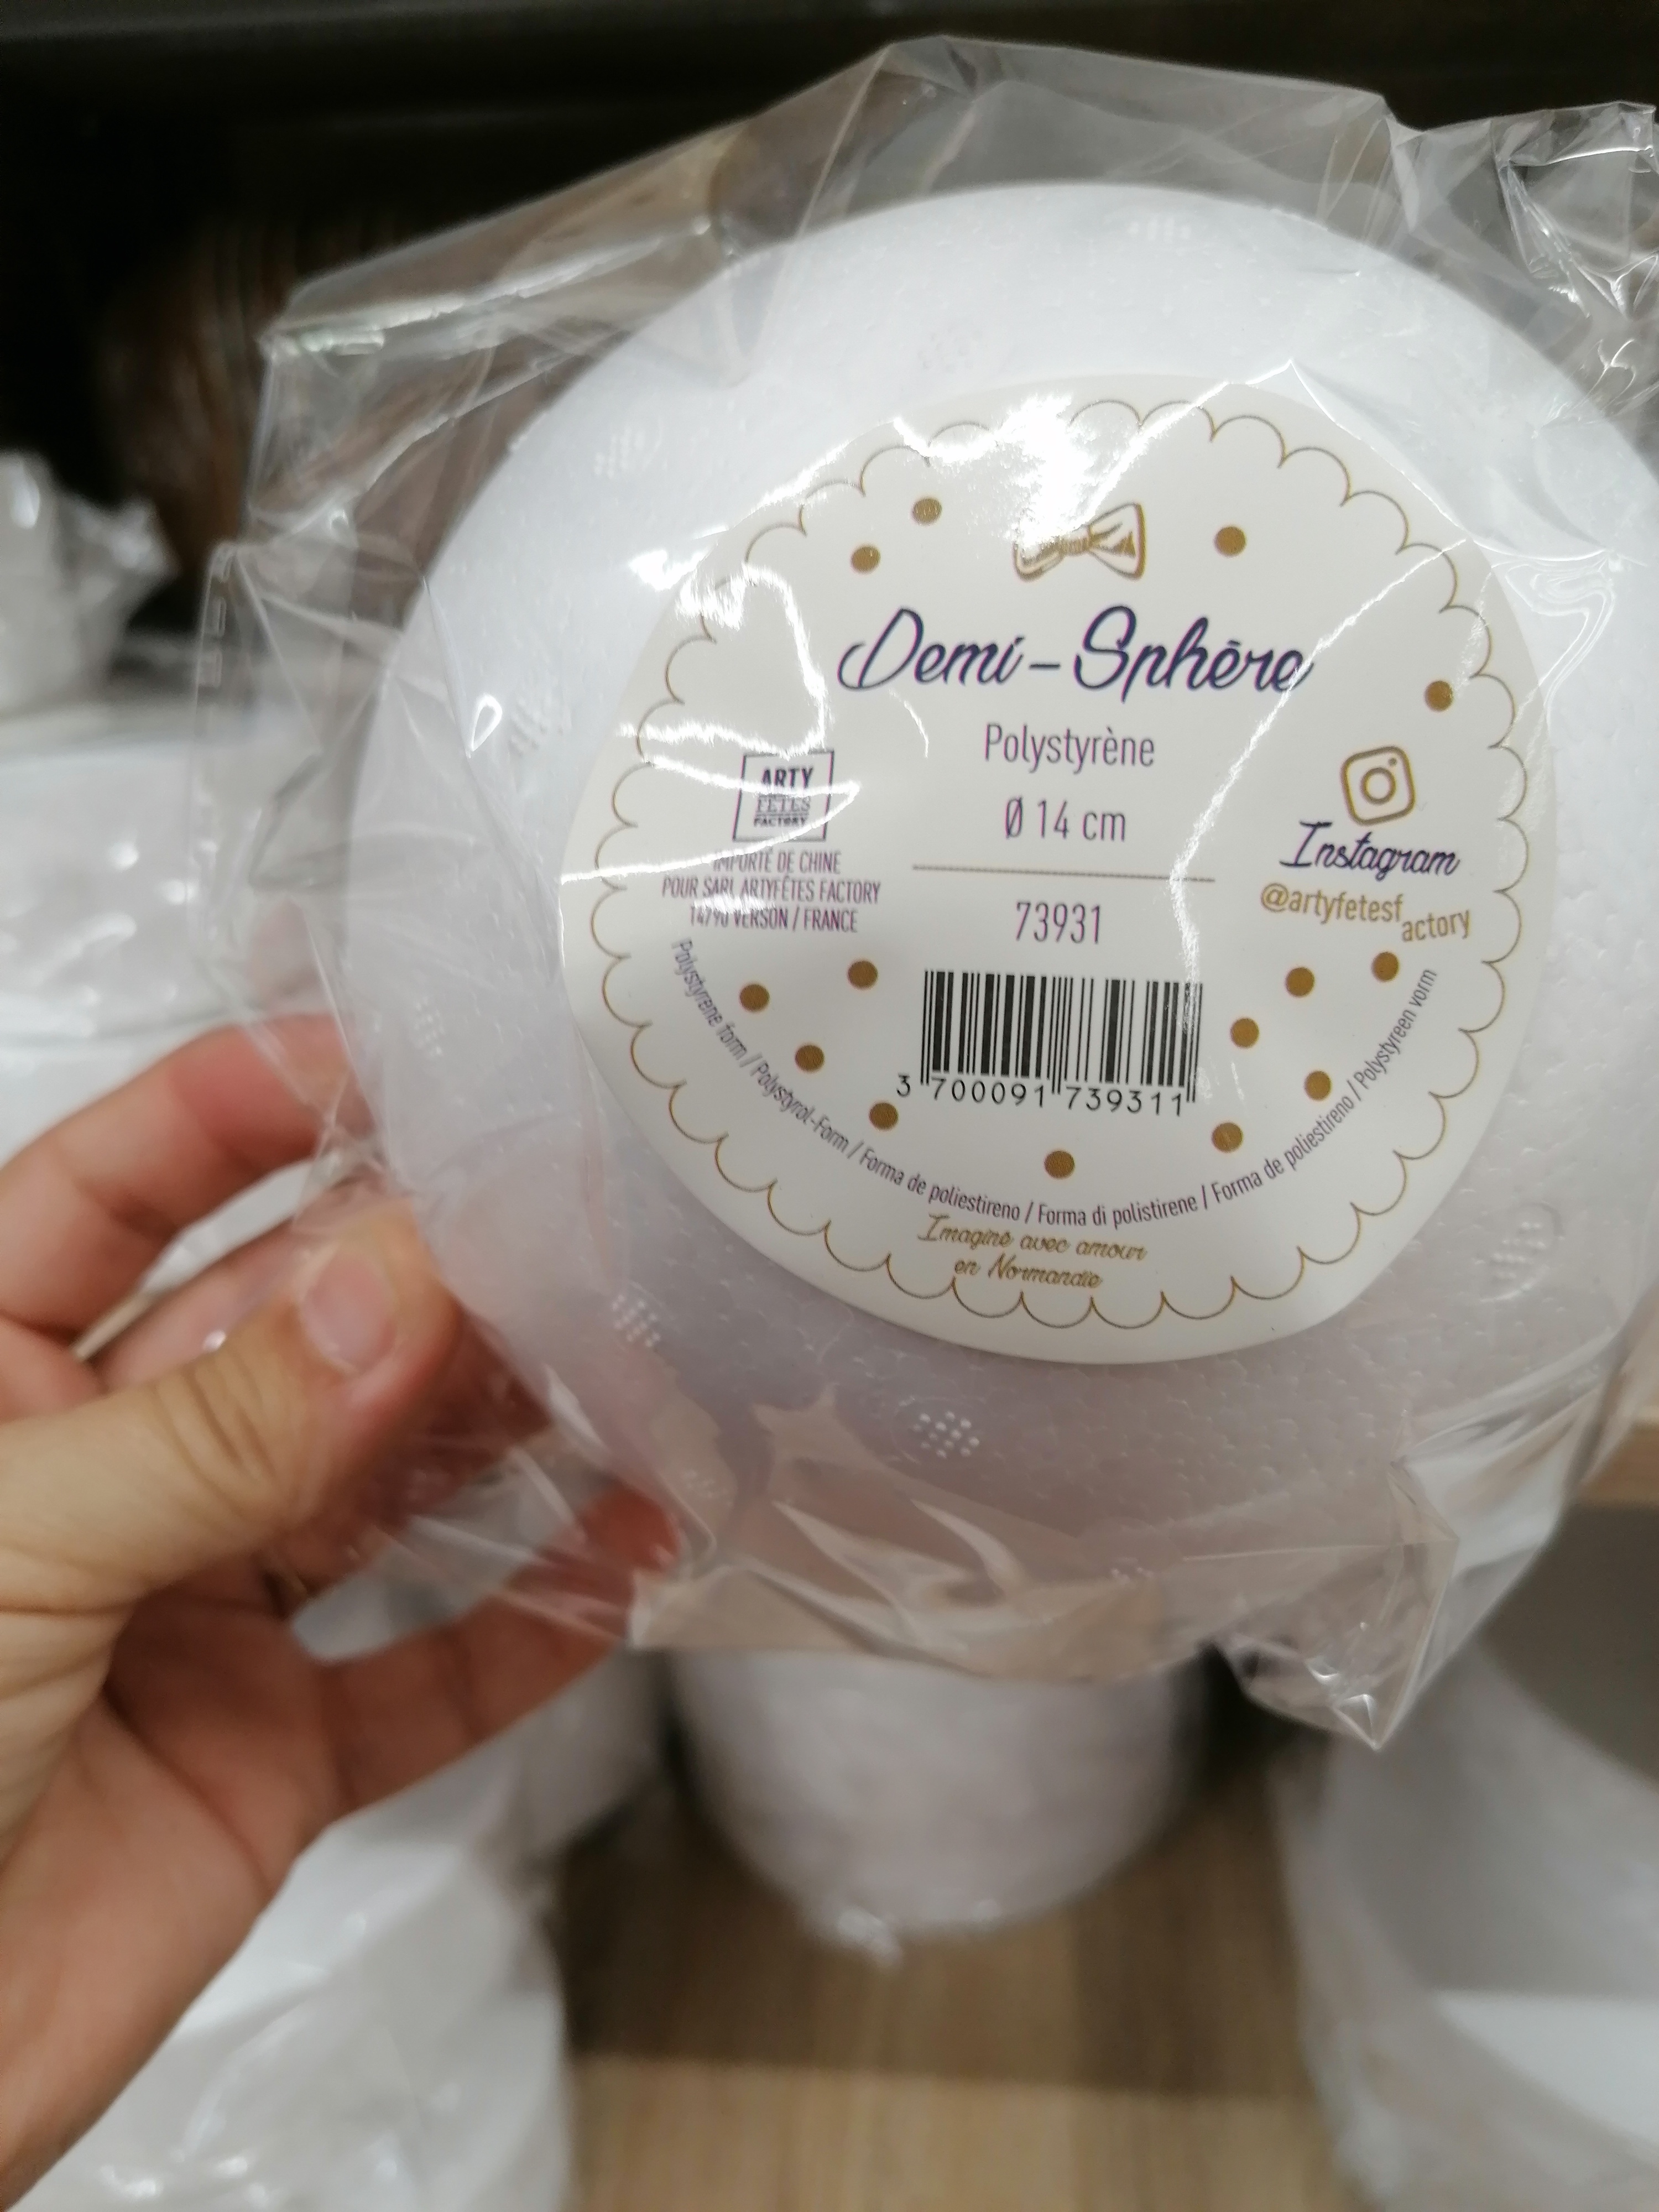 Demi-Sphère
Polystyrène
Ø 14 cm
73931
3 700091 739311
ARTY
FÊTES
FACTORY
IMPORTÉ DE CHINE
POUR SARL ARTYFÊTES FACTORY
14790 VERSON / FRANCE
Instagram
@artyfetesfactory
Polystyrene form / Polystyrol-Form / Forma de poliestireno / Forma di polistirene / Forma de poliestireno / Polystyreen vorm
Imaginé avec amour
en Normandie